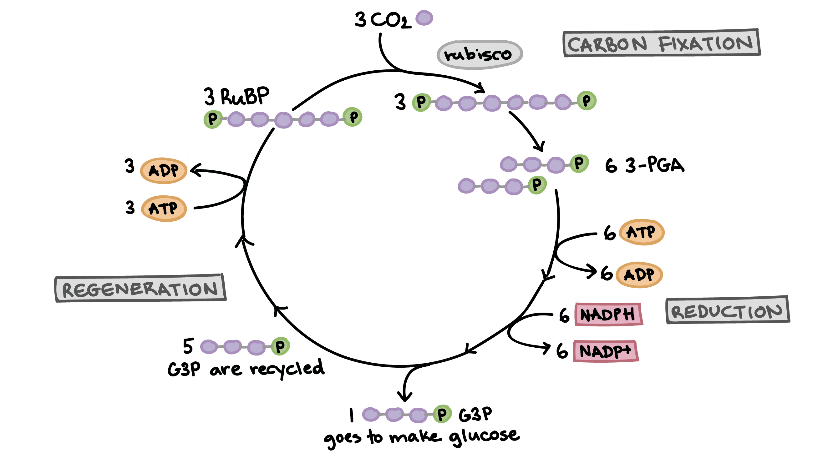 3 CO₂
rubisco
CARBON FIXATION
3 RuBP
P P
3 P P
P 6 3-PGA
P
3 ADP
3 ATP
6 ATP
6 ADP
REGENERATION
6 NADPH
REDUCTION
6 NADP+
5 P
G3P are recycled
1 P G3P
goes to make glucose